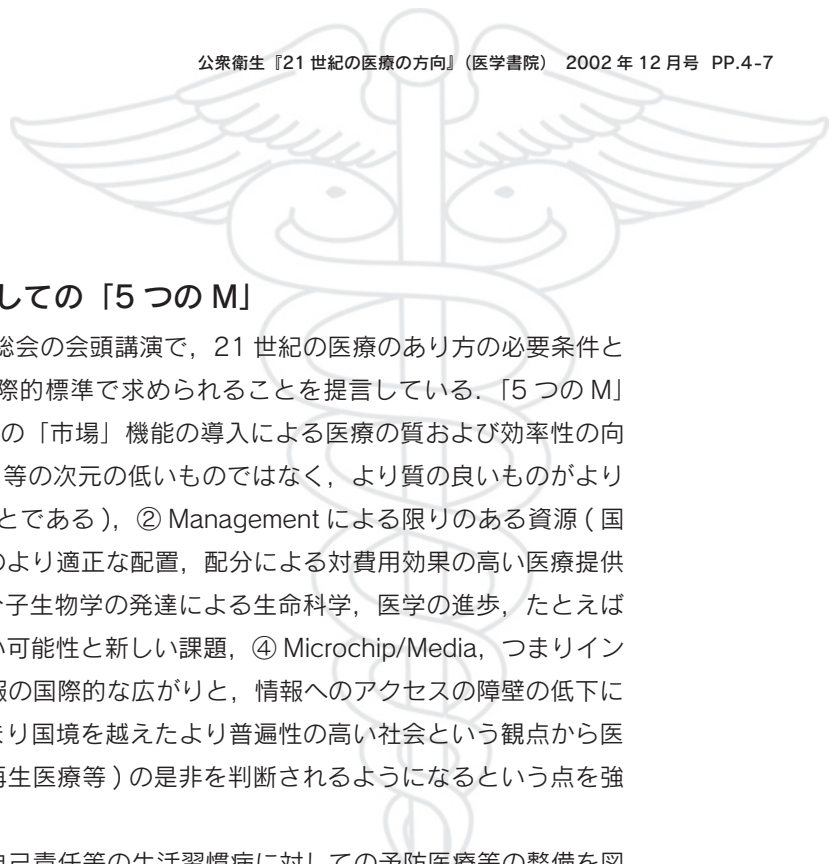 公衆衛生『21 世紀の医療の方向』（医学書院） 2002 年 12 月号 PP.4-7
しての「5 つの M」
総会の会頭講演で，21 世紀の医療のあり方の必要条件と
際的標準で求められることを提言している．「5 つの M」
の「市場」機能の導入による医療の質および効率性の向
等の次元の低いものではなく，より質の良いものがより
とである )，② Management による限りのある資源 ( 国
のより適正な配置，配分による対費用効果の高い医療提供
子生物学の発達による生命科学，医学の進歩，たとえば
い可能性と新しい課題，④ Microchip/Media，つまりイン
報の国際的な広がりと，情報へのアクセスの障壁の低下に
まり国境を越えたより普遍性の高い社会という観点から医
再生医療等 ) の是非を判断されるようになるという点を強
自己責任等の生活習慣病に対しての予防医療等の整備を図